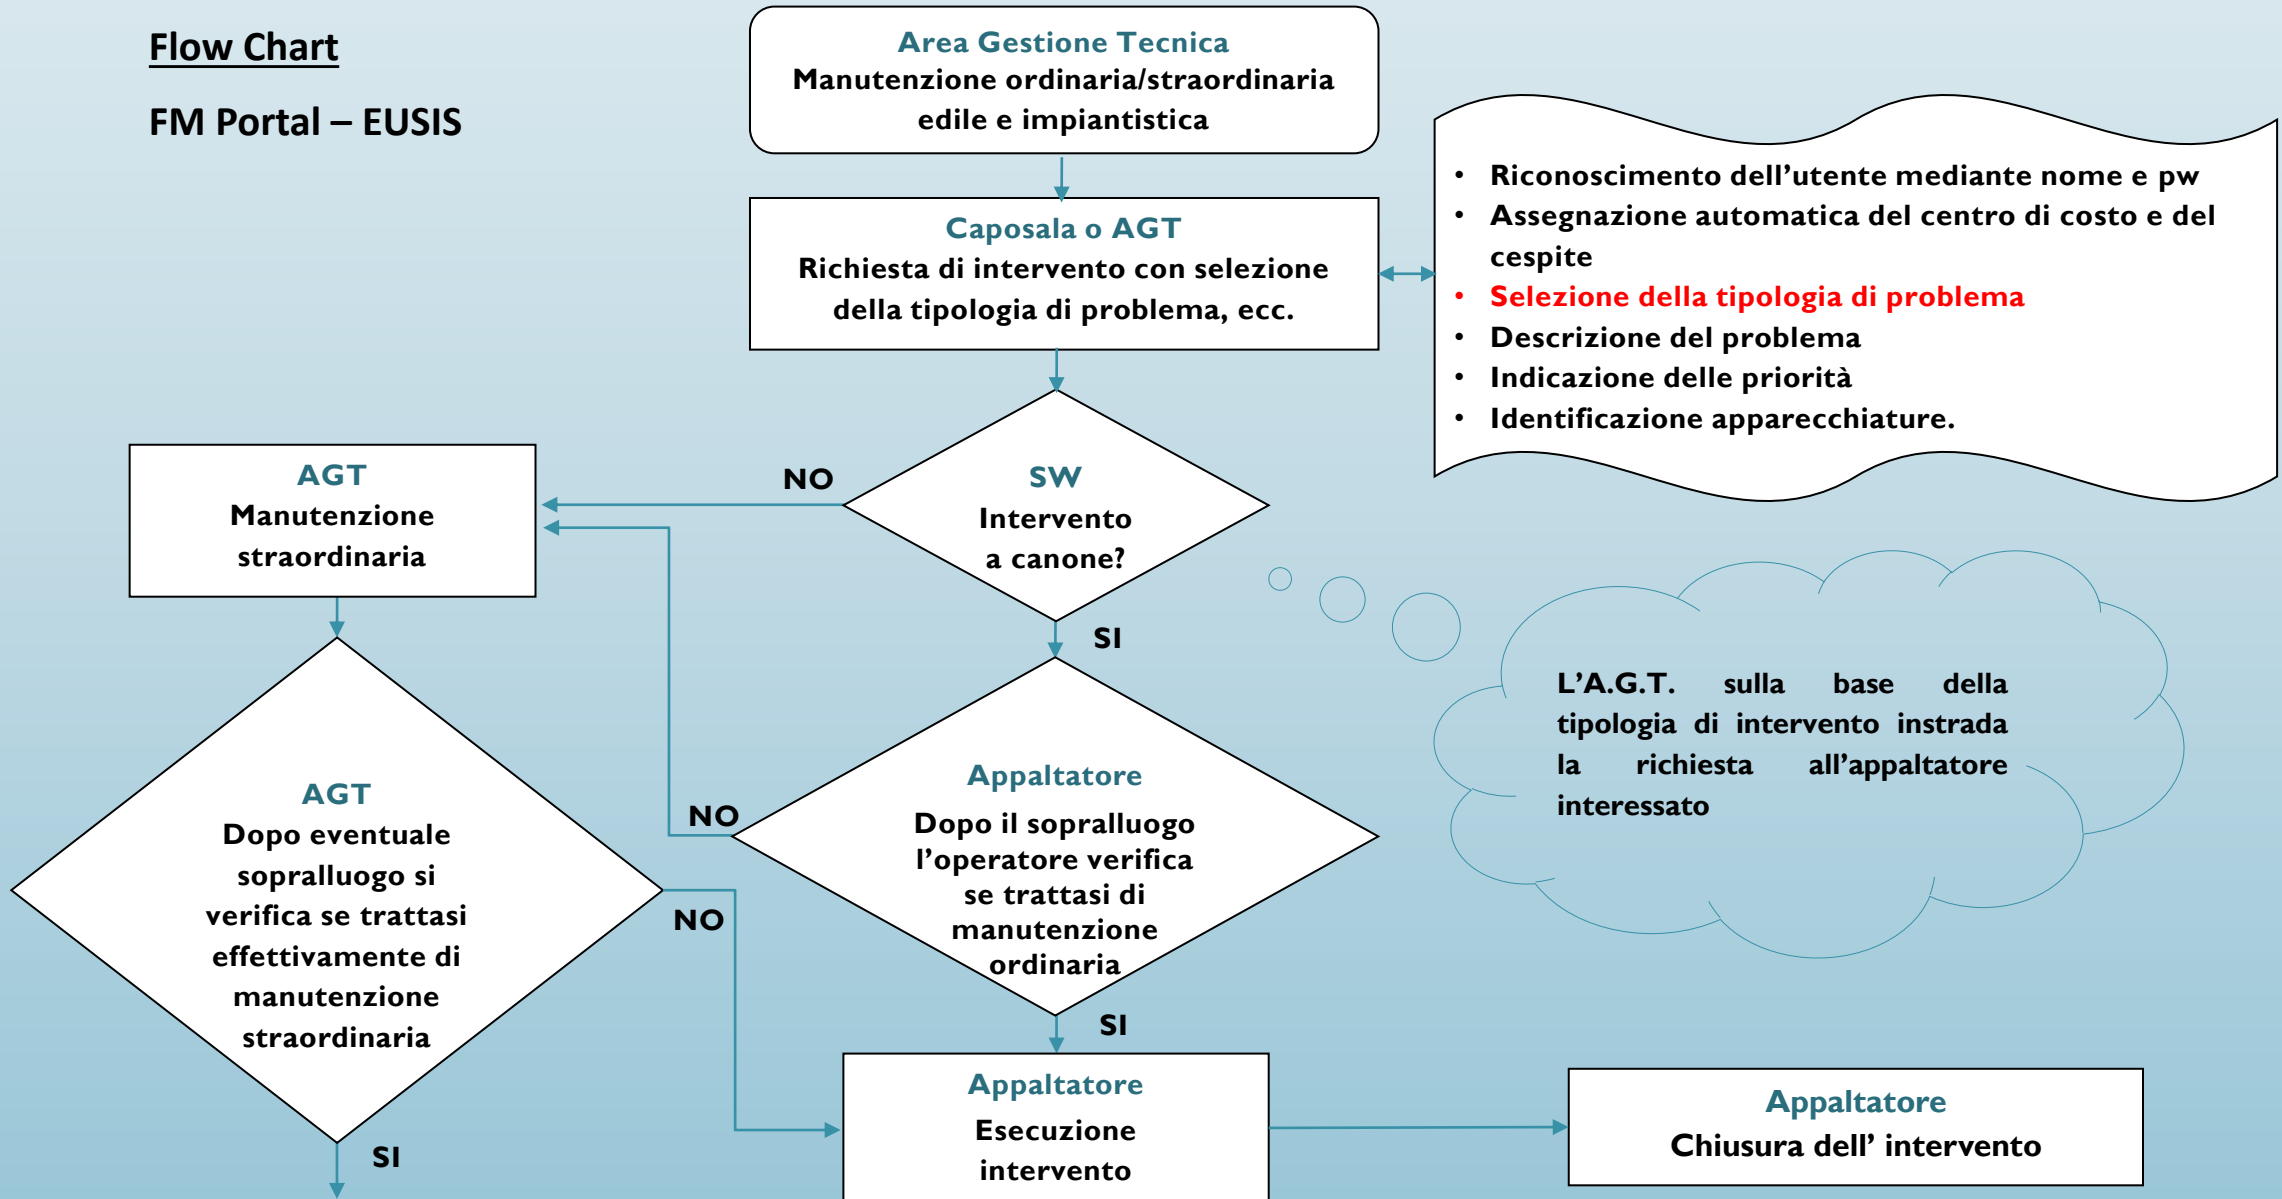 Flow Chart
FM Portal – EUSIS
Area Gestione Tecnica
Manutenzione ordinaria/straordinaria
edile e impiantistica
Caposala o AGT
Richiesta di intervento con selezione
della tipologia di problema, ecc.
• Riconoscimento dell’utente mediante nome e pw
• Assegnazione automatica del centro di costo e del
cespite
• Selezione della tipologia di problema
• Descrizione del problema
• Indicazione delle priorità
• Identificazione apparecchiature.
SW
Intervento
a canone?
NO
SI
AGT
Manutenzione
straordinaria
L’A.G.T. sulla base della
tipologia di intervento instrada
la richiesta all’appaltatore
interessato
Appaltatore
Dopo il sopralluogo
l’operatore verifica
se trattasi di
manutenzione
ordinaria
NO
SI
AGT
Dopo eventuale
sopralluogo si
verifica se trattasi
effettivamente di
manutenzione
straordinaria
NO
SI
Appaltatore
Esecuzione
intervento
Appaltatore
Chiusura dell’ intervento